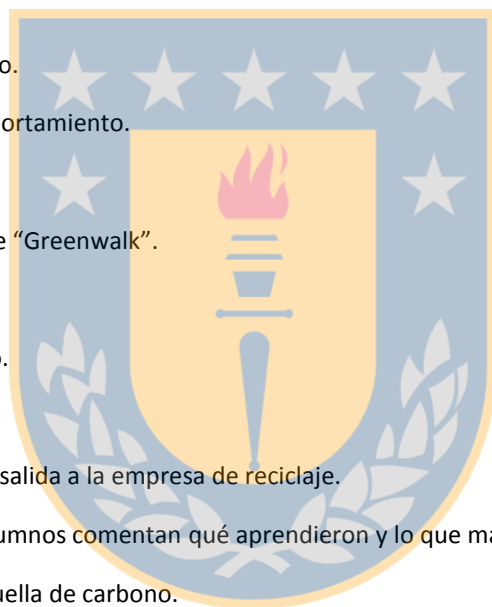 o.
ortamiento.
e “Greenwalk”.
o.
salida a la empresa de reciclaje.
umnos comentan qué aprendieron y lo que ma
uella de carbono.